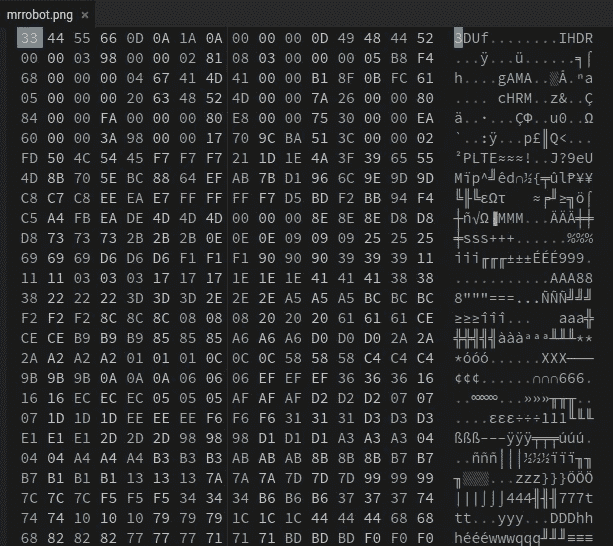 mrrobot.png ×
33 44 55 66 0D 0A 1A 0A 00 00 00 0D 49 48 44 52 3DUf........IHDR
00 00 03 98 00 00 02 81 08 03 00 00 00 05 B8 F4 ...ÿ...ü......╕⌠
68 00 00 00 04 67 41 4D 41 00 00 B1 8F 0B FC 61 h....gAMA..▒Å.ⁿa
05 00 00 00 20 63 48 52 4D 00 00 7A 26 00 00 80 .... cHRM..z&..Ç
84 00 00 FA 00 00 00 80 E8 00 00 75 30 00 00 EA ä..·...ÇΦ..u0..Ω
60 00 00 3A 98 00 00 17 70 9C BA 51 3C 00 00 02 `..:ÿ...p£║Q<...
FD 50 4C 54 45 F7 F7 F7 21 1D 1E 4A 3F 39 65 55 ²PLTE≈≈≈!..J?9eU
4D 8B 70 5E BC 88 64 EF AB 7B D1 96 6C 9E 9D 9D Mïp^╝êd∩½{╤ûl₧¥¥
C8 C7 C8 EE EA E7 FF FF FF F7 D5 BD F2 BB 94 F4
C5 A4 FB EA DE 4D 4D 4D 00 00 00 8E 8E 8E D8 D8
D8 73 73 73 2B 2B 2B 0E 0E 0E 09 09 09 25 25 25 ╪sss+++......%%%
69 69 69 D6 D6 D6 F1 F1 F1 90 90 90 39 39 39 11 iii╓╓╓±±±ÉÉÉ999.
11 11 03 03 03 17 17 17 1E 1E 1E 41 41 41 38 38 ...........AAA88
38 22 22 22 3D 3D 3D 2E 2E 2E A5 A5 A5 BC BC BC 8"""===...ÑÑÑ╝╝╝
F2 F2 F2 8C 8C 8C 08 08 08 20 20 20 61 61 61 CE
CE CE B9 B9 B9 85 85 85 A6 A6 A6 D0 D0 D0 2A 2A
2A A2 A2 A2 01 01 01 0C 0C 0C 58 58 58 C4 C4 C4 *óóó......XXX───
9B 9B 9B 0A 0A 0A 06 06 06 EF EF EF 36 36 36 16 ¢¢¢......∩∩∩666.
16 16 EC EC EC 05 05 05 AF AF AF D2 D2 D2 07 07 ..∞∞∞...»»»╥╥╥..
07 1D 1D 1D EE EE EE F6 F6 F6 31 31 31 D3 D3 D3 ....εεε÷÷÷111╙╙╙
E1 E1 E1 2D 2D 2D 98 98 98 D1 D1 D1 A3 A3 A3 04 ßßß---ÿÿÿ╤╤╤úúú.
04 04 A4 A4 A4 B3 B3 B3 AB AB AB 8B 8B 8B B7 B7 ..ñññ│││½½½ïïï╖╖
B7 B1 B1 B1 13 13 13 7A 7A 7A 7D 7D 7D 99 99 99 ╖▒▒▒...zzz}}}ÖÖÖ
7C 7C 7C F5 F5 F5 34 34 34 B6 B6 B6 37 37 37 74 |||⌡⌡⌡444╢╢╢777t
74 74 10 10 10 79 79 79 1C 1C 1C 44 44 44 68 68 tt...yyy...DDDhh
68 82 82 82 77 77 77 71 71 71 BD BD BD F0 F0 F0 héééwwwqqq╜╜╜≡≡≡